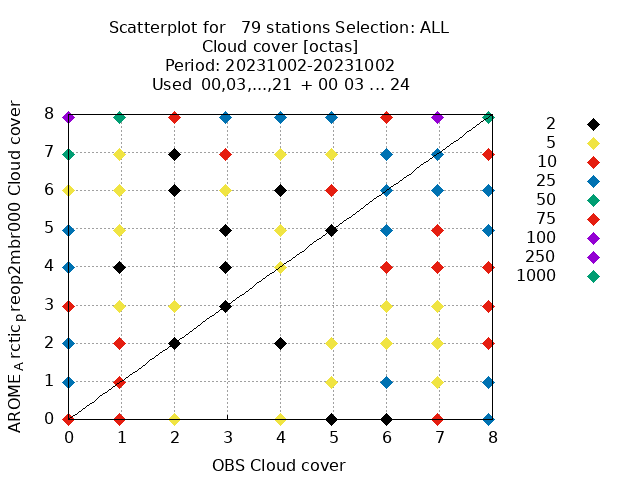 Scatterplot for   79 stations Selection: ALL
Cloud cover [octas]
Period: 20231002-20231002
Used  00,03,...,21  + 00 03 ... 24
AROME_Arctic_preop2mbr000 Cloud cover
8
7
6
5
4
3
2
1
0
0 1 2 3 4 5 6 7 8
OBS Cloud cover
2
5
10
25
50
75
100
250
1000